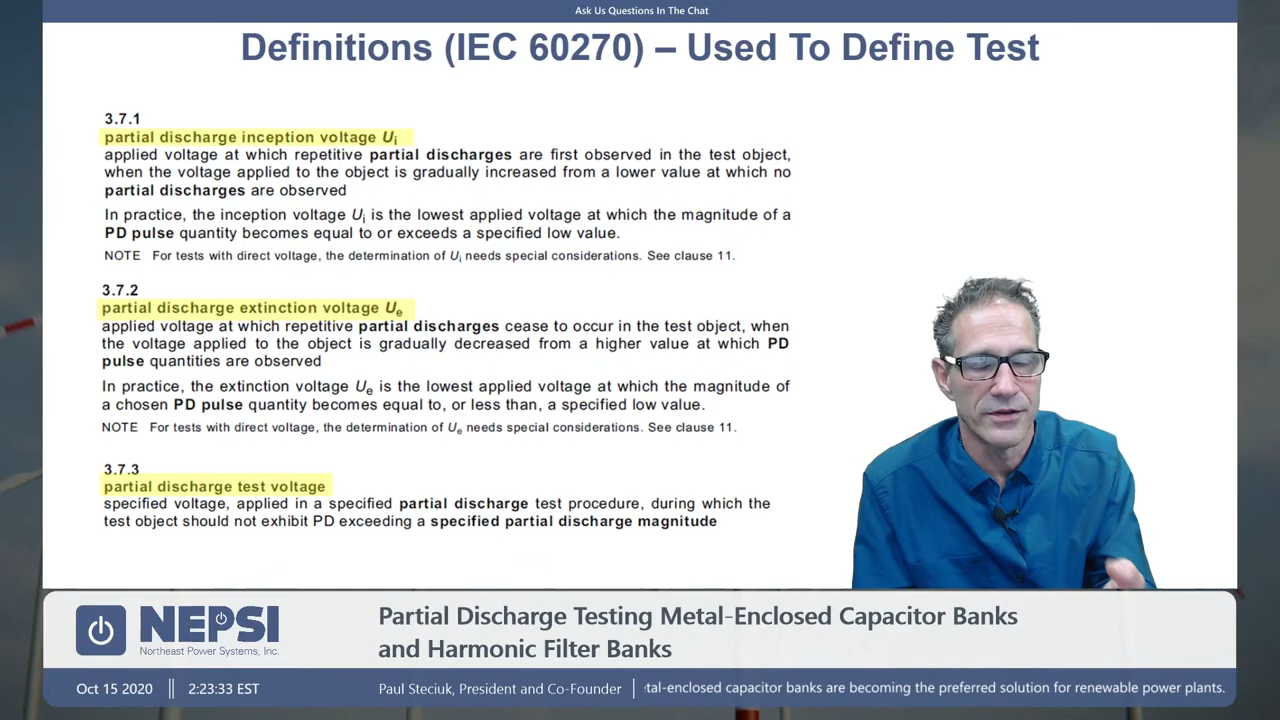 Ask Us Questions In The Chat
Definitions (IEC 60270) – Used To Define Test
3.7.1
partial discharge inception voltage Ui
applied voltage at which repetitive partial discharges are first observed in the test object,
when the voltage applied to the object is gradually increased from a lower value at which no
partial discharges are observed
In practice, the inception voltage Ui is the lowest applied voltage at which the magnitude of a
PD pulse quantity becomes equal to or exceeds a specified low value.
NOTE For tests with direct voltage, the determination of Ui needs special considerations. See clause 11.
3.7.2
partial discharge extinction voltage Ue
applied voltage at which repetitive partial discharges cease to occur in the test object, when
the voltage applied to the object is gradually decreased from a higher value at which PD
pulse quantities are observed
In practice, the extinction voltage Ue is the lowest applied voltage at which the magnitude of
a chosen PD pulse quantity becomes equal to, or less than, a specified low value.
NOTE For tests with direct voltage, the determination of Ue needs special considerations. See clause 11.
3.7.3
partial discharge test voltage
specified voltage, applied in a specified partial discharge test procedure, during which the
test object should not exhibit PD exceeding a specified partial discharge magnitude
NEPSI
Northeast Power Systems, Inc.
Partial Discharge Testing Metal-Enclosed Capacitor Banks
and Harmonic Filter Banks
Oct 15 2020 || 2:23:33 EST
Paul Steciuk, President and Co-Founder | tal-enclosed capacitor banks are becoming the preferred solution for renewable power plants.